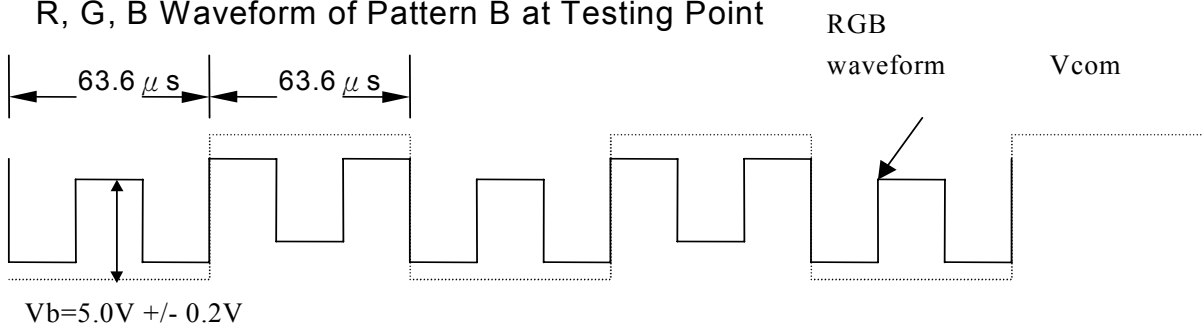 R, G, B Waveform of Pattern B at Testing Point
RGB
waveform
Vcom
63.6 μ s
63.6 μ s
Vb=5.0V +/- 0.2V